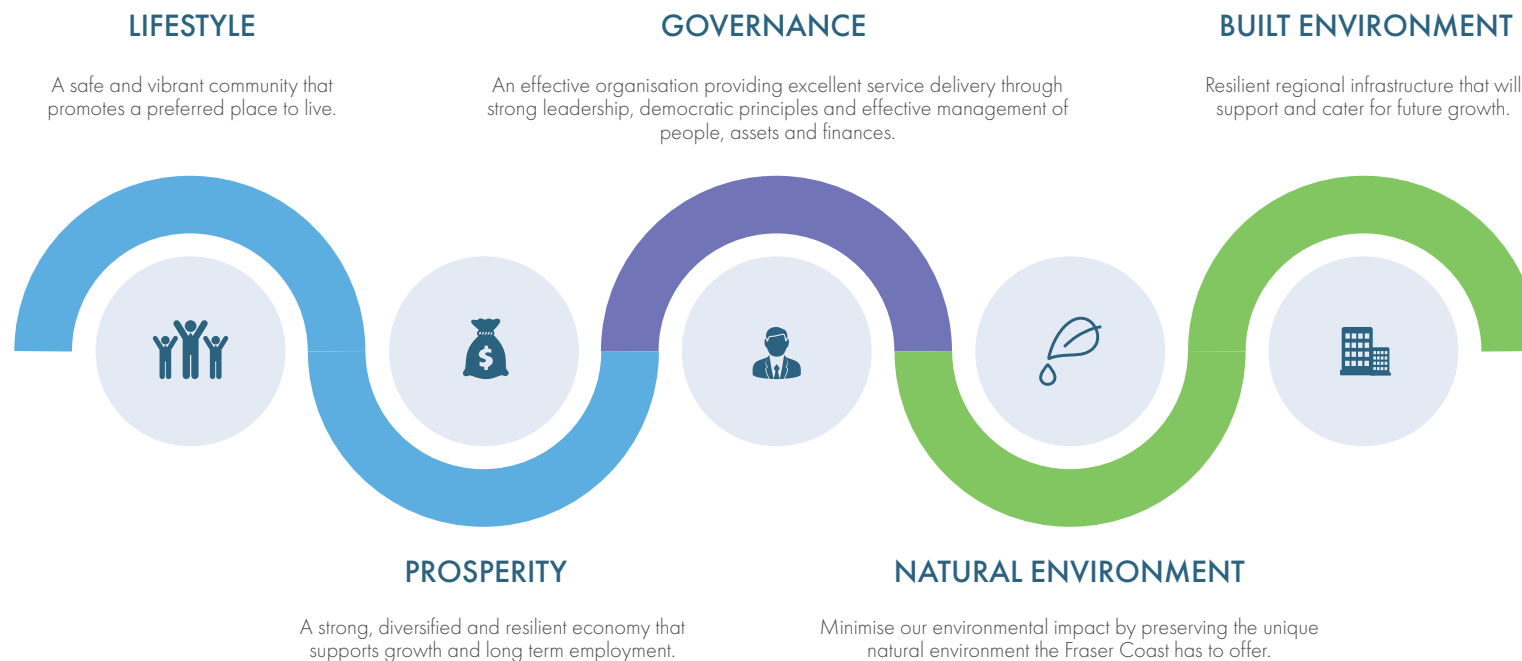 LIFESTYLE
A safe and vibrant community that
promotes a preferred place to live.
GOVERNANCE
An effective organisation providing excellent service delivery through
strong leadership, democratic principles and effective management of
people, assets and finances.
BUILT ENVIRONMENT
Resilient regional infrastructure that will
support and cater for future growth.
$
PROSPERITY
A strong, diversified and resilient economy that
supports growth and long term employment.
NATURAL ENVIRONMENT
Minimise our environmental impact by preserving the unique
natural environment the Fraser Coast has to offer.